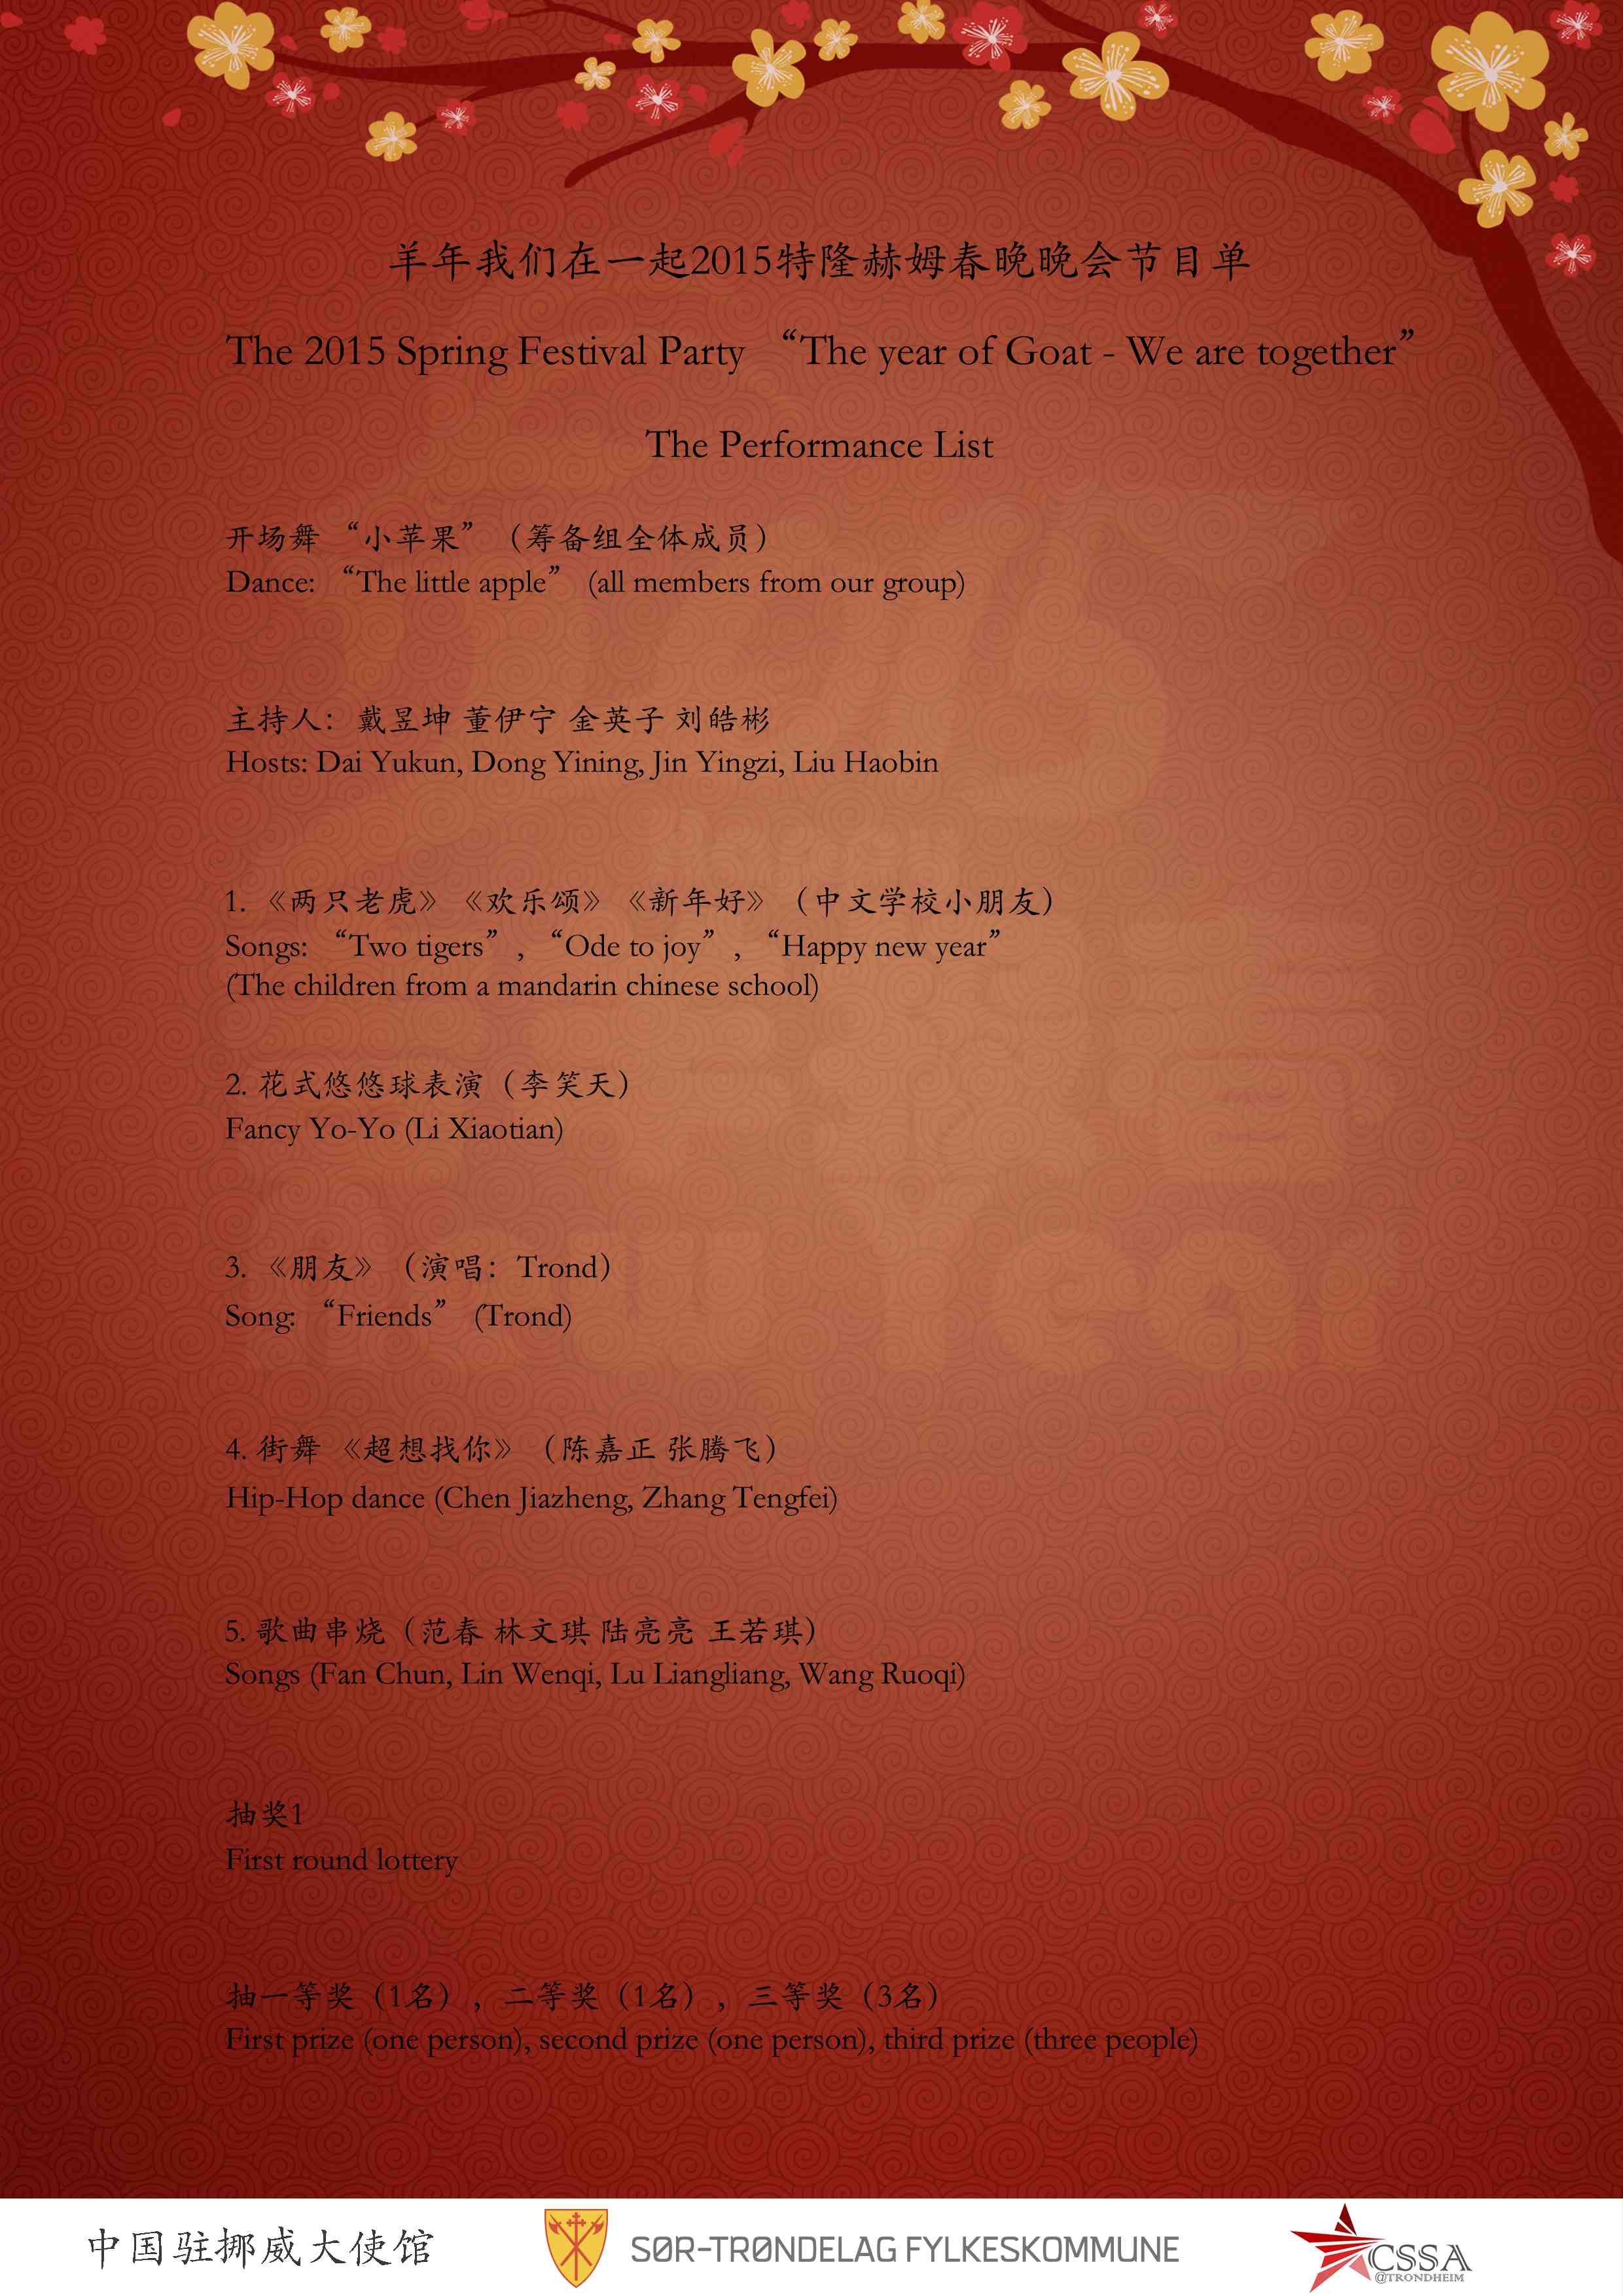 羊年我们在一起2015特隆赫姆春晚晚会节目单
The 2015 Spring Festival Party “The year of Goat - We are together”
The Performance List
开场舞 “小苹果” （筹备组全体成员）
Dance: “The little apple” (all members from our group)
主持人：戴昱坤 董伊宁 金英子 刘皓彬
Hosts: Dai Yukun, Dong Yining, Jin Yingzi, Liu Haobin
1. 《两只老虎》《欢乐颂》《新年好》（中文学校小朋友）
Songs: “Two tigers” , “Ode to joy” , “Happy new year”
(The children from a mandarin chinese school)
2. 花式悠悠球表演（李笑天）
Fancy Yo-Yo (Li Xiaotian)
3. 《朋友》（演唱：Trond）
Song: “Friends” (Trond)
4. 街舞 《超想找你》（陈嘉正 张腾飞）
Hip-Hop dance (Chen Jiazheng, Zhang Tengfei)
5. 歌曲串烧（范春 林文琪 陆亮亮 王若琪）
Songs (Fan Chun, Lin Wenqi, Lu Liangliang, Wang Ruoqi)
抽奖1
First round lottery
抽一等奖（1名），二等奖（1名），三等奖（3名）
First prize (one person), second prize (one person), third prize (three people)
中国驻挪威大使馆
SØR-TRØNDELAG FYLKESKOMMUNE
CSSA
@TRONDHEIM